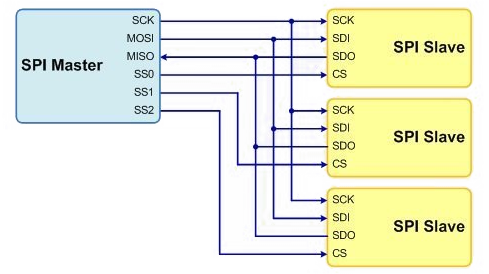 SPI Master
SCK
MOSI
MISO
SS0
SS1
SS2
SCK
SDI
SDO
CS
SPI Slave
SCK
SDI
SDO
CS
SPI Slave
SCK
SDI
SDO
CS
SPI Slave